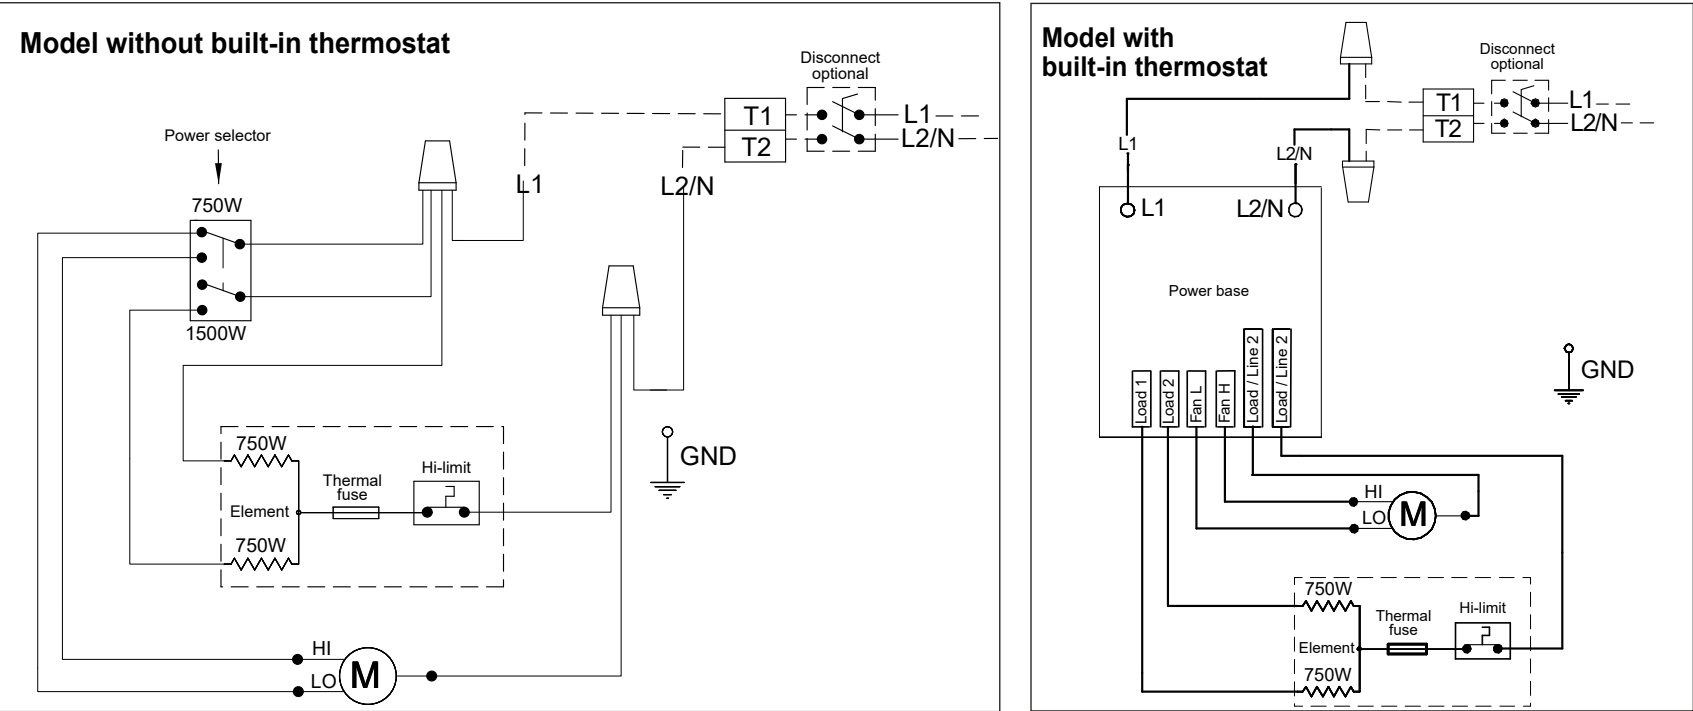 Model without built-in thermostat
Disconnect
optional
T1
T2
L1
L2/N
Power selector
750W
1500W
L1
L2/N
750W
Element
750W
Thermal
fuse
Hi-limit
GND
HI
LO
M
Model with
built-in thermostat
Disconnect
optional
T1
T2
L1
L2/N
L1
L2/N
L1
L2/N
Power base
Load 1
Load 2
Fan L
Fan H
Load / Line 2
Load / Line 2
GND
HI
LO
M
750W
Element
750W
Thermal
fuse
Hi-limit